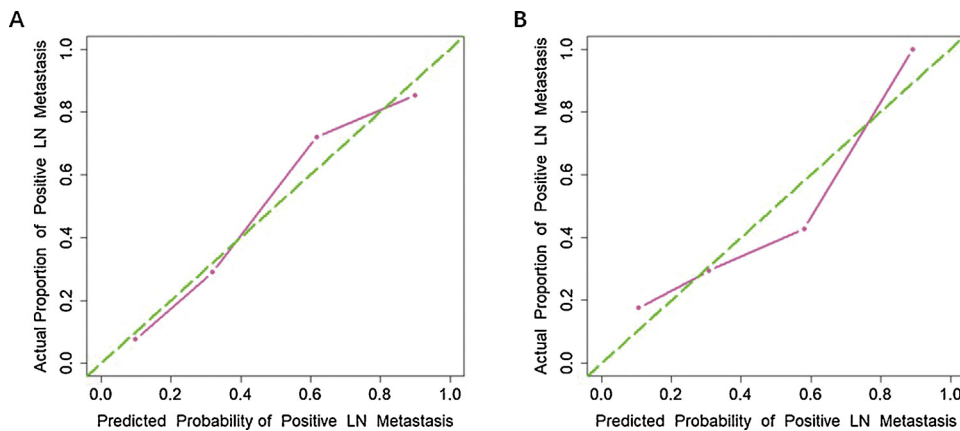 A
Actual Proportion of Positive LN Metastasis
1.0
0.8
0.6
0.4
0.2
0.0
0.0 0.2 0.4 0.6 0.8 1.0
Predicted Probability of Positive LN Metastasis
B
Actual Proportion of Positive LN Metastasis
1.0
0.8
0.6
0.4
0.2
0.0
0.0 0.2 0.4 0.6 0.8 1.0
Predicted Probability of Positive LN Metastasis